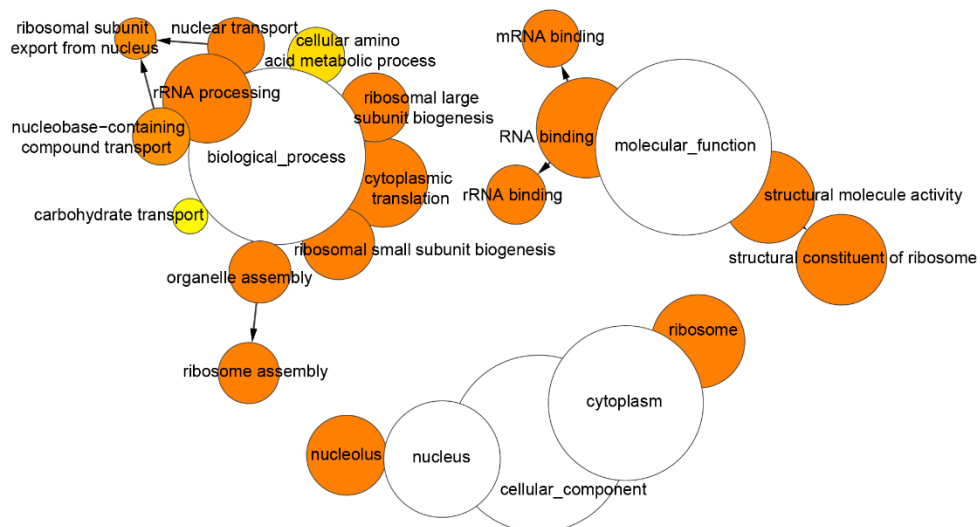 ribosomal subunit
export from nucleus
nuclear transport
cellular amino
acid metabolic process
rRNA processing
ribosomal large
subunit biogenesis
nucleobase−containing
compound transport
biological_process
cytoplasmic
translation
carbohydrate transport
ribosomal small subunit biogenesis
organelle assembly
ribosome assembly
mRNA binding
RNA binding
molecular_function
rRNA binding
structural molecule activity
structural constituent of ribosome
ribosome
cytoplasm
nucleolus
nucleus
cellular_component